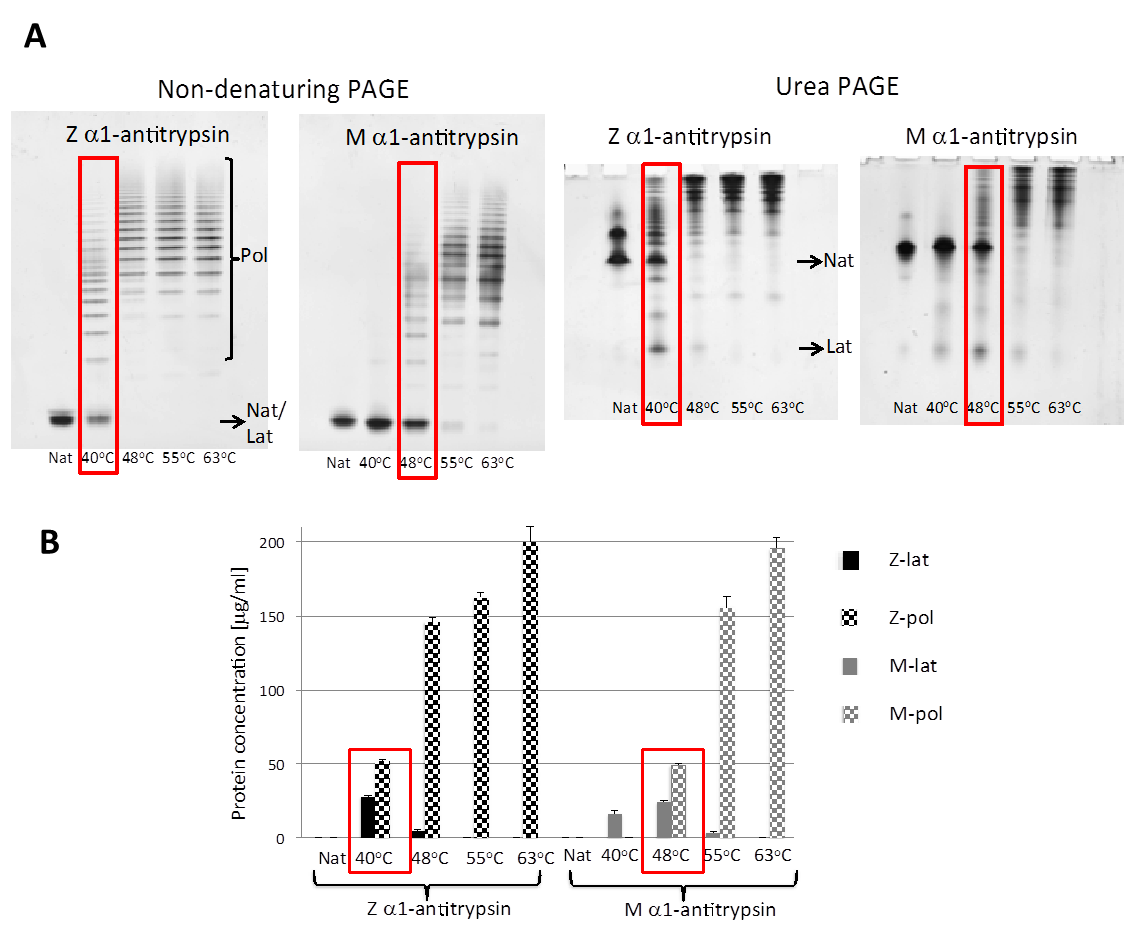 A
Non-denaturing PAGE
Urea PAGE
Z α1-antitrypsin
M α1-antitrypsin
Z α1-antitrypsin
M α1-antitrypsin
Pol
Nat/
Lat
Nat
Lat
Nat 40°C 48°C 55°C 63°C
Nat 40°C 48°C 55°C 63°C
Nat 40°C 48°C 55°C 63°C
Nat 40°C 48°C 55°C 63°C
B
Protein concentration [µg/ml]
200
150
100
50
0
Nat 40°C 48°C 55°C 63°C Nat 40°C 48°C 55°C 63°C
Z α1-antitrypsin
M α1-antitrypsin
Z-lat
Z-pol
M-lat
M-pol